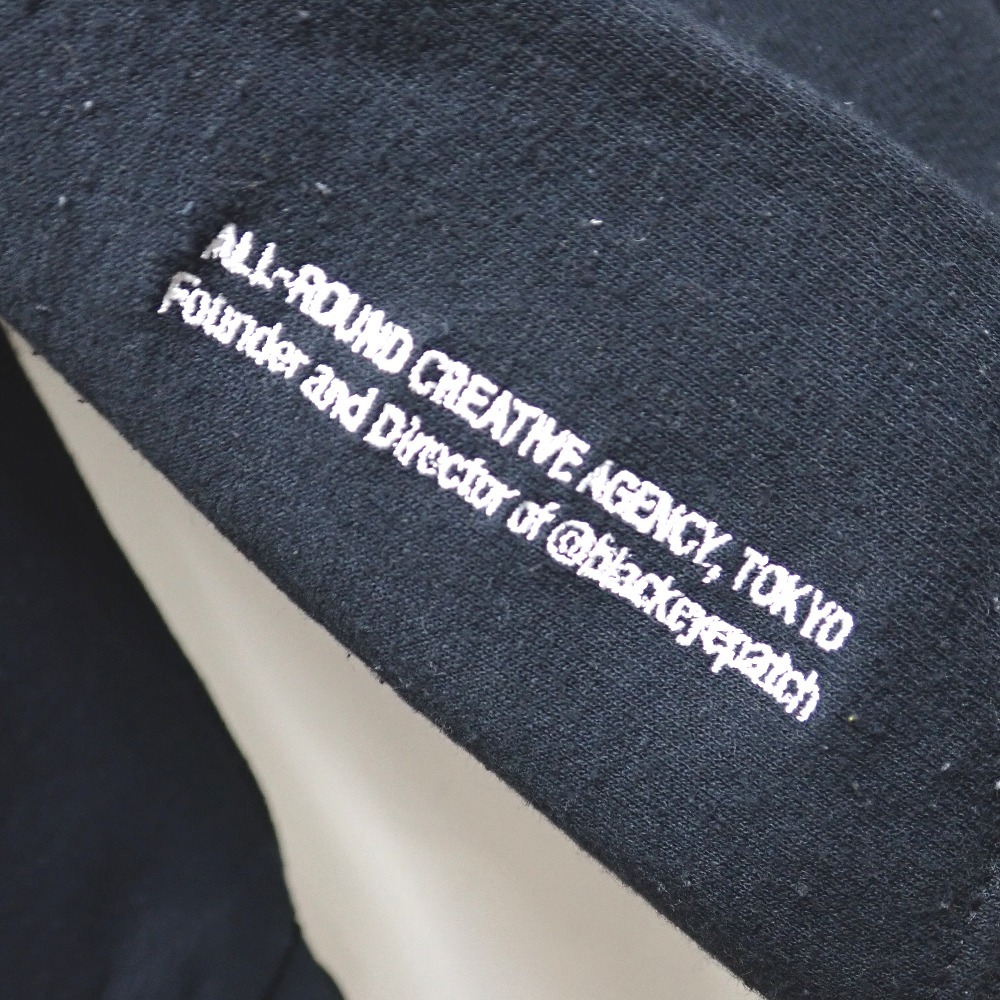 ALL-ROUND CREATIVE AGENCY, TOKYO
Founder and Director of @blackeyepatch